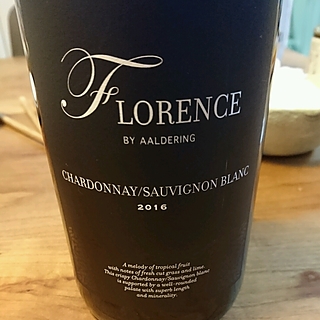 FLORENCE
BY AALDERING
CHARDONNAY/SAUVIGNON BLANC
2016
A melody of tropical fruit
with notes of fresh cut grass and lime.
This crispy Chardonnay/Sauvignon blanc
is supported by a well-rounded
palate with superb length
and minerality.